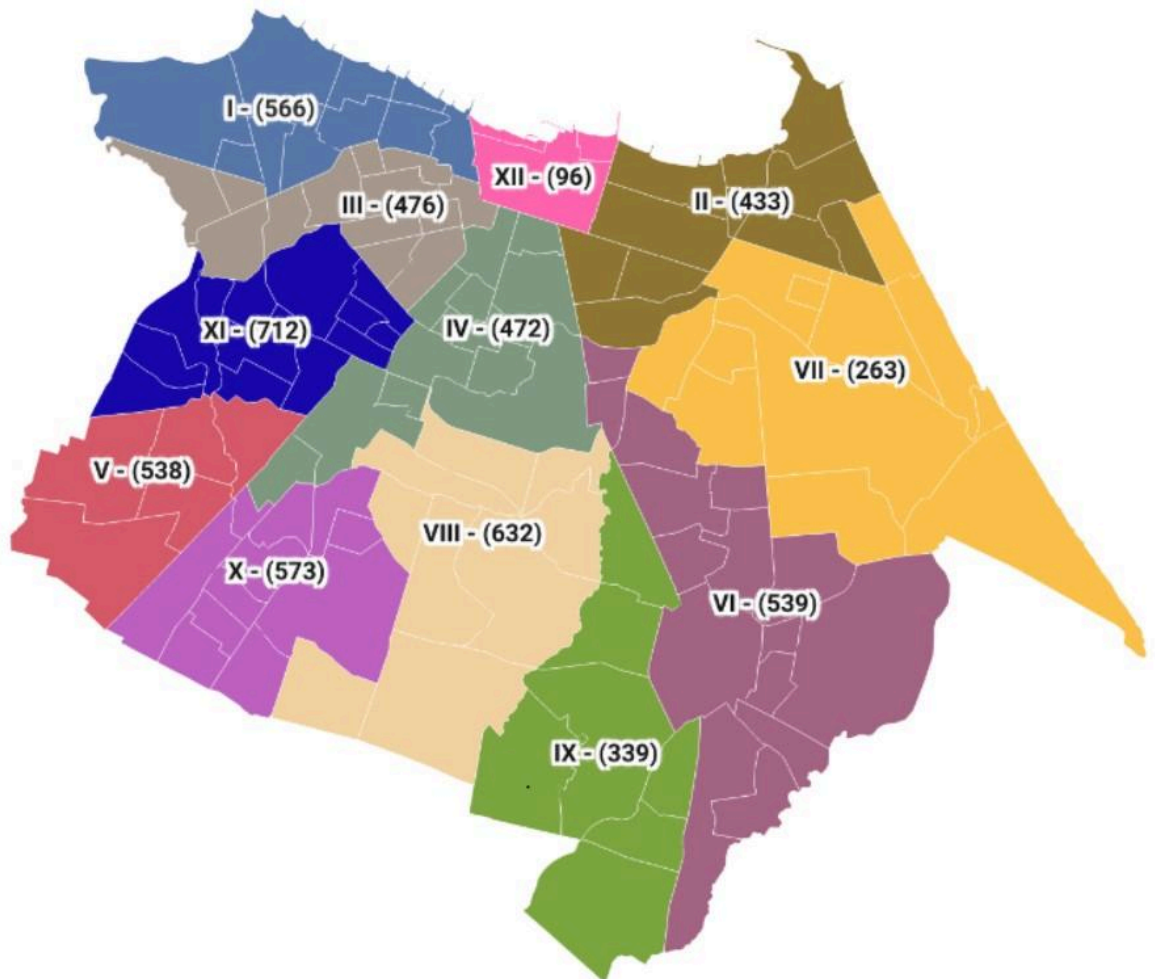 I - (566)
XII - (96)
III - (476)
II - (433)
XI - (712)
IV - (472)
VII - (263)
V - (538)
VIII - (632)
X - (573)
VI - (539)
IX - (339)